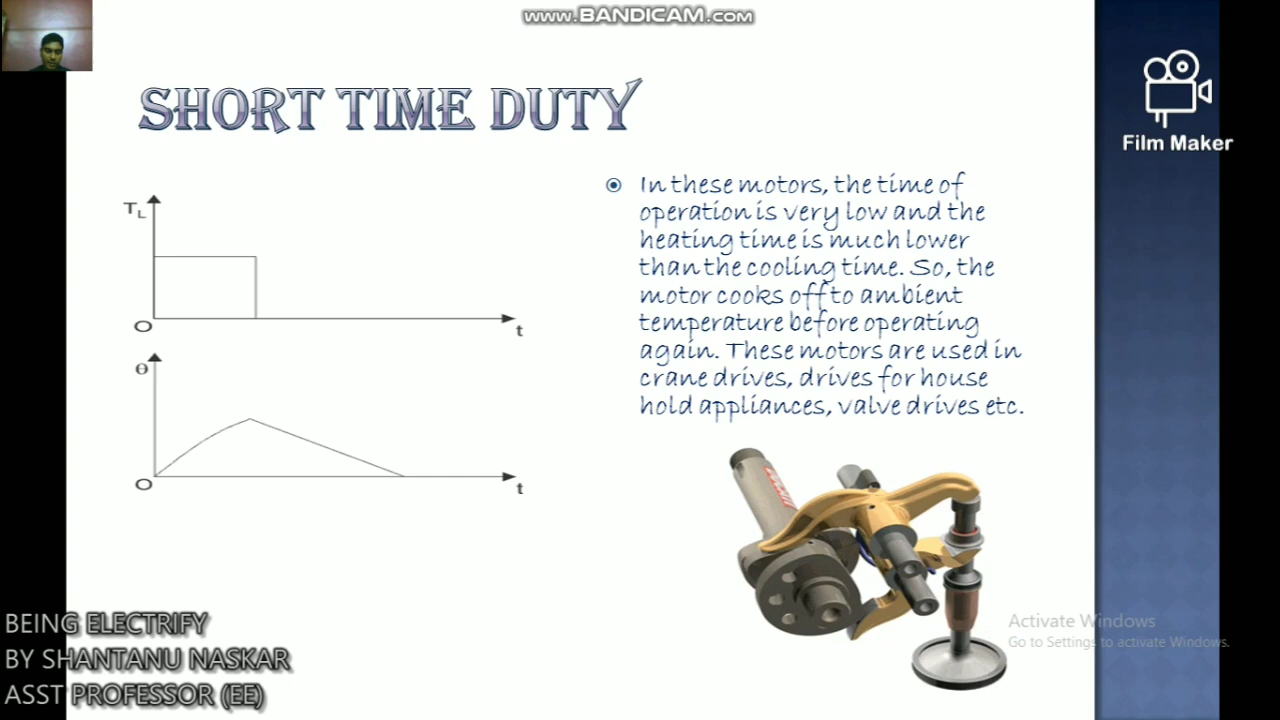 www.BANDICAM.com
SHORT TIME DUTY
Film Maker
In these motors, the time of
operation is very low and the
heating time is much lower
than the cooling time. So, the
motor cooks off to ambient
temperature before operating
again. These motors are used in
crane drives, drives for house
hold appliances, valve drives etc.
TL
O
t
θ
O
t
Activate Windows
Go to Settings to activate Windows.
BEING ELECTRIFY
BY SHANTANU NASKAR
ASST PROFESSOR (EE)